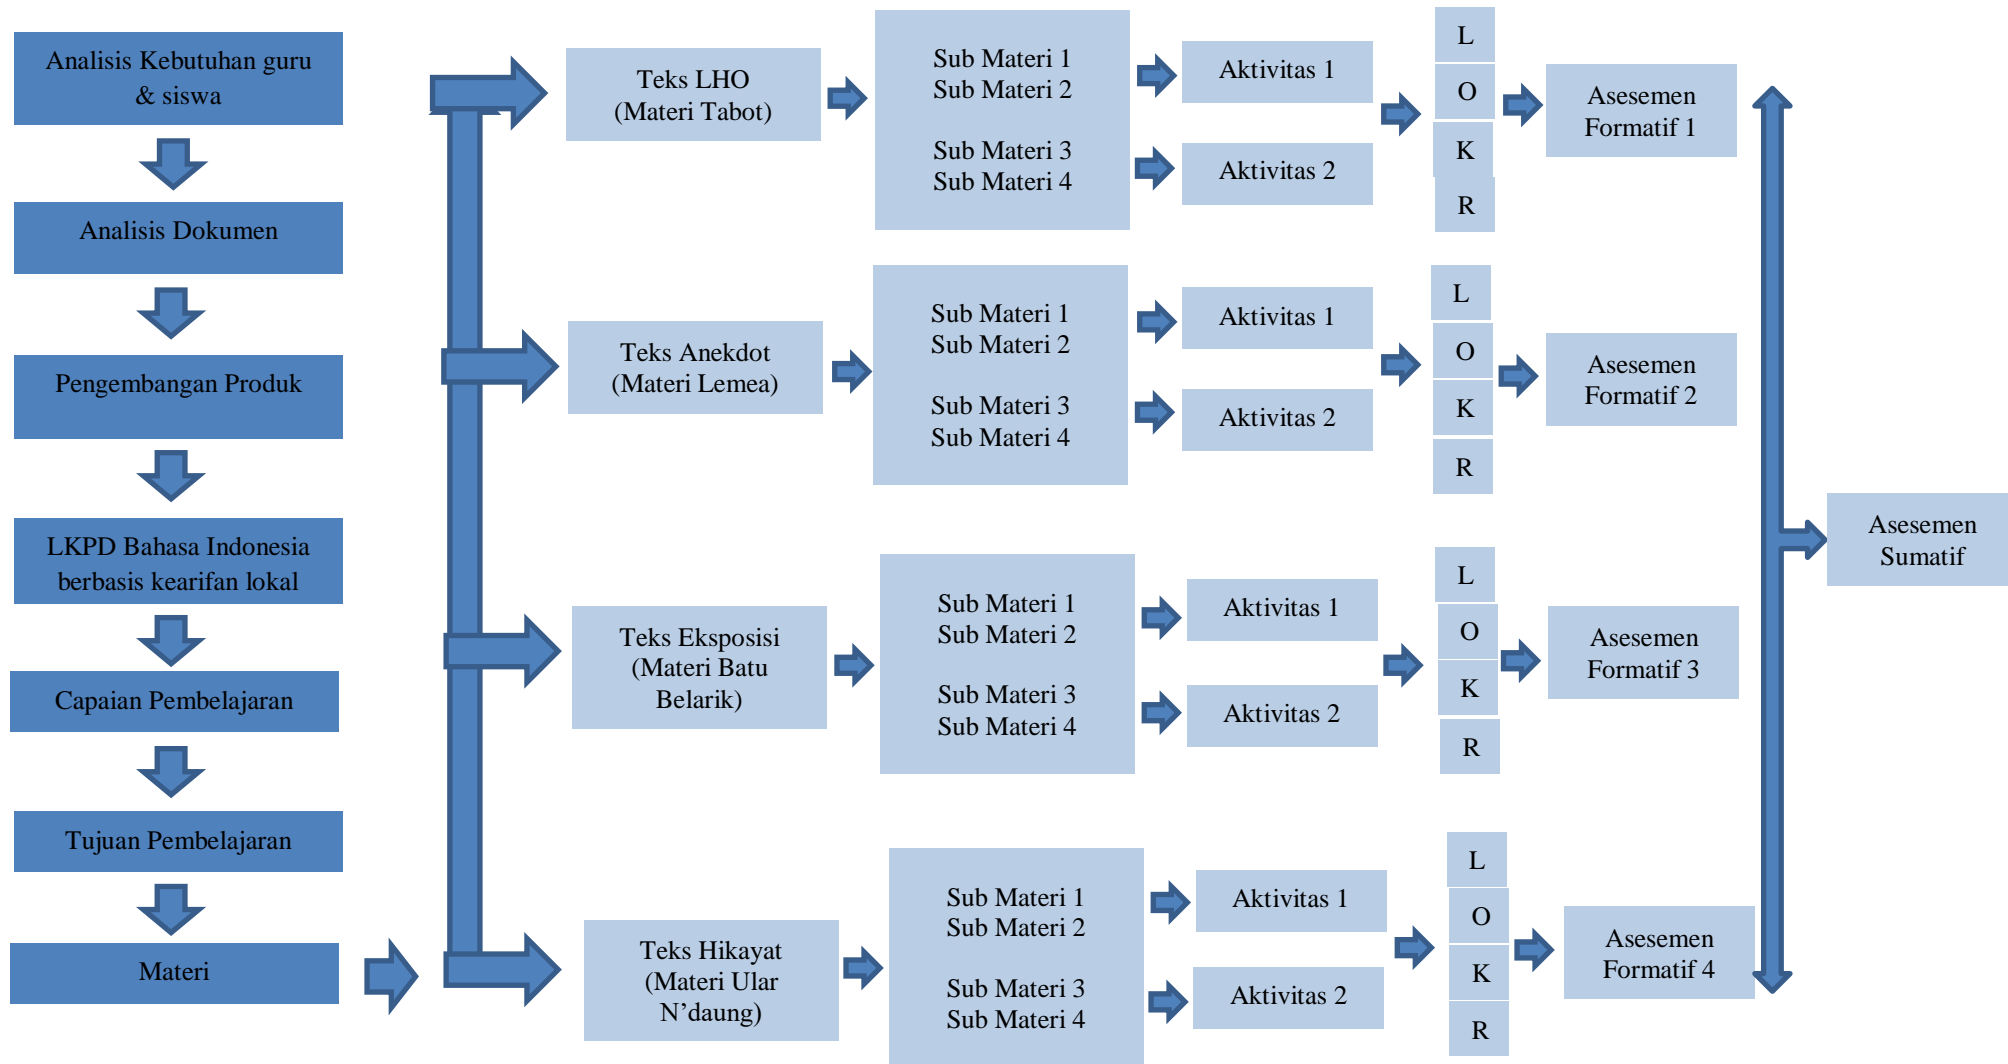 Analisis Kebutuhan guru
& siswa
Analisis Dokumen
Pengembangan Produk
LKPD Bahasa Indonesia
berbasis kearifan lokal
Capaian Pembelajaran
Tujuan Pembelajaran
Materi
Teks LHO
(Materi Tabot)
Sub Materi 1
Sub Materi 2
Sub Materi 3
Sub Materi 4
Aktivitas 1
Aktivitas 2
L
O
K
R
Asesemen
Formatif 1
Teks Anekdot
(Materi Lemea)
Sub Materi 1
Sub Materi 2
Sub Materi 3
Sub Materi 4
Aktivitas 1
Aktivitas 2
L
O
K
R
Asesemen
Formatif 2
Teks Eksposisi
(Materi Batu
Belarik)
Sub Materi 1
Sub Materi 2
Sub Materi 3
Sub Materi 4
Aktivitas 1
Aktivitas 2
L
O
K
R
Asesemen
Formatif 3
Teks Hikayat
(Materi Ular
N’daung)
Sub Materi 1
Sub Materi 2
Sub Materi 3
Sub Materi 4
Aktivitas 1
Aktivitas 2
L
O
K
R
Asesemen
Formatif 4
Asesemen
Sumatif